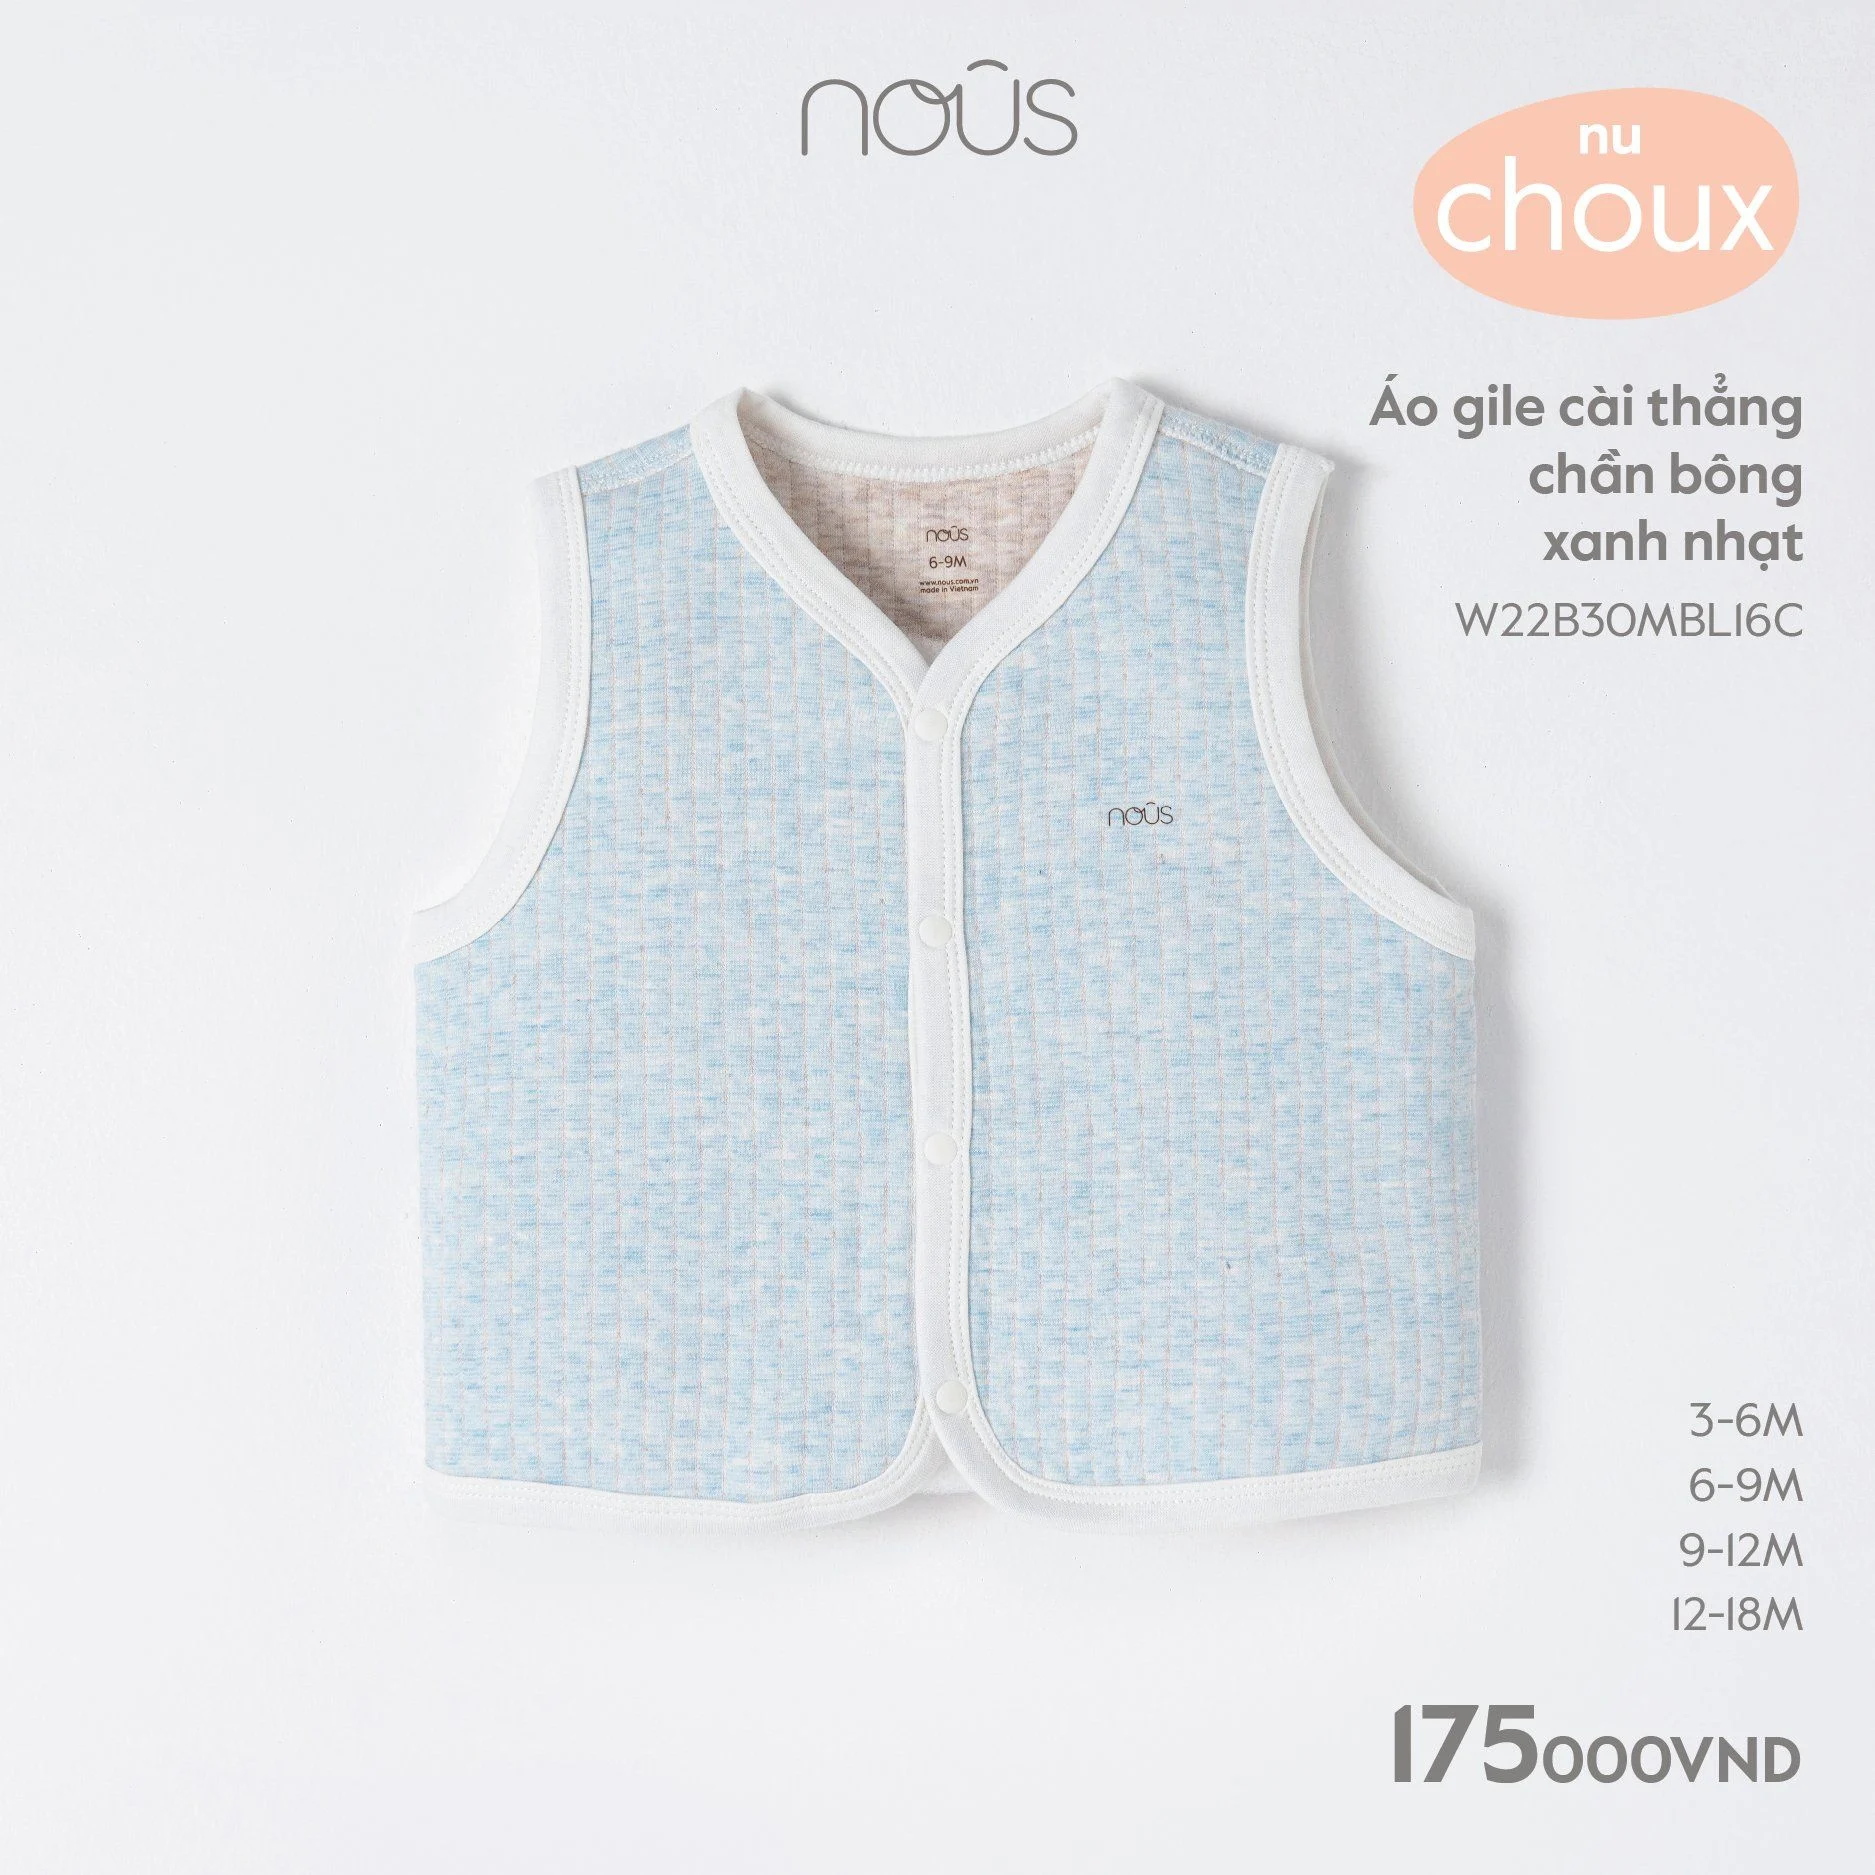 noûs
nu
choux
Áo gile cài thẳng
chần bông
xanh nhạt
W22B30MBL16C
noûs
6-9M
www.nous.com.vn
made in Vietnam
noûs
3-6M
6-9M
9-12M
12-18M
175000VND